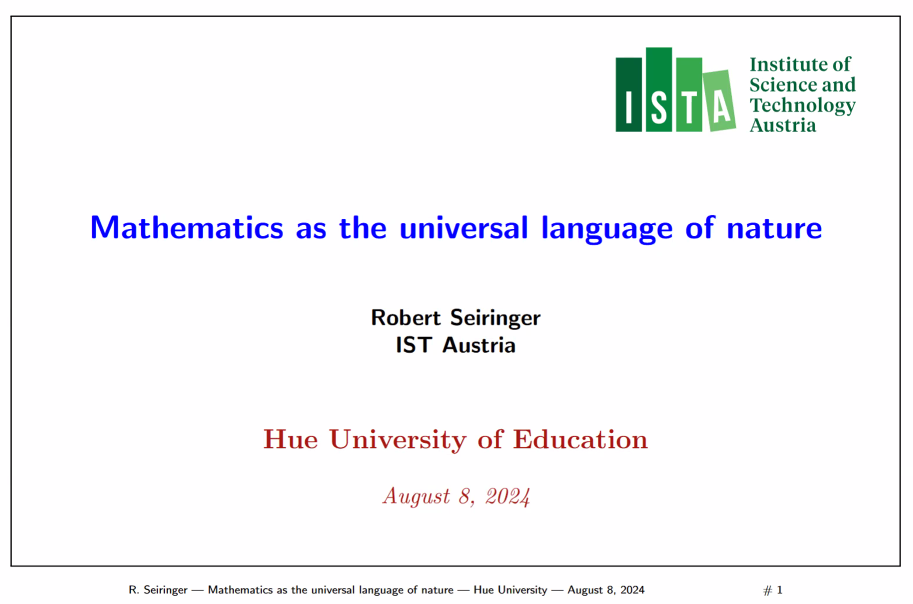 ISTA
Institute of
Science and
Technology
Austria
Mathematics as the universal language of nature
Robert Seiringer
IST Austria
Hue University of Education
August 8, 2024
R. Seiringer — Mathematics as the universal language of nature — Hue University — August 8, 2024 # 1